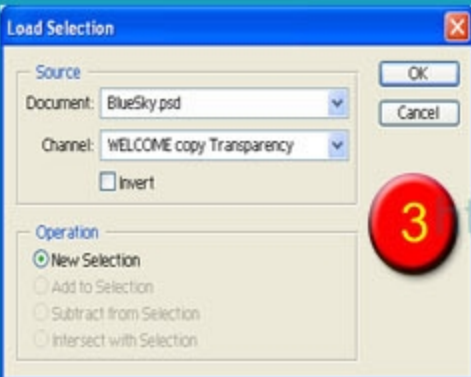 Load Selection
Source
OK
Document: BlueSky.psd
Cancel
Channel: WELCOME copy Transparency
Invert
3
Operation
New Selection
Add to Selection
Subtract from Selection
Intersect with Selection